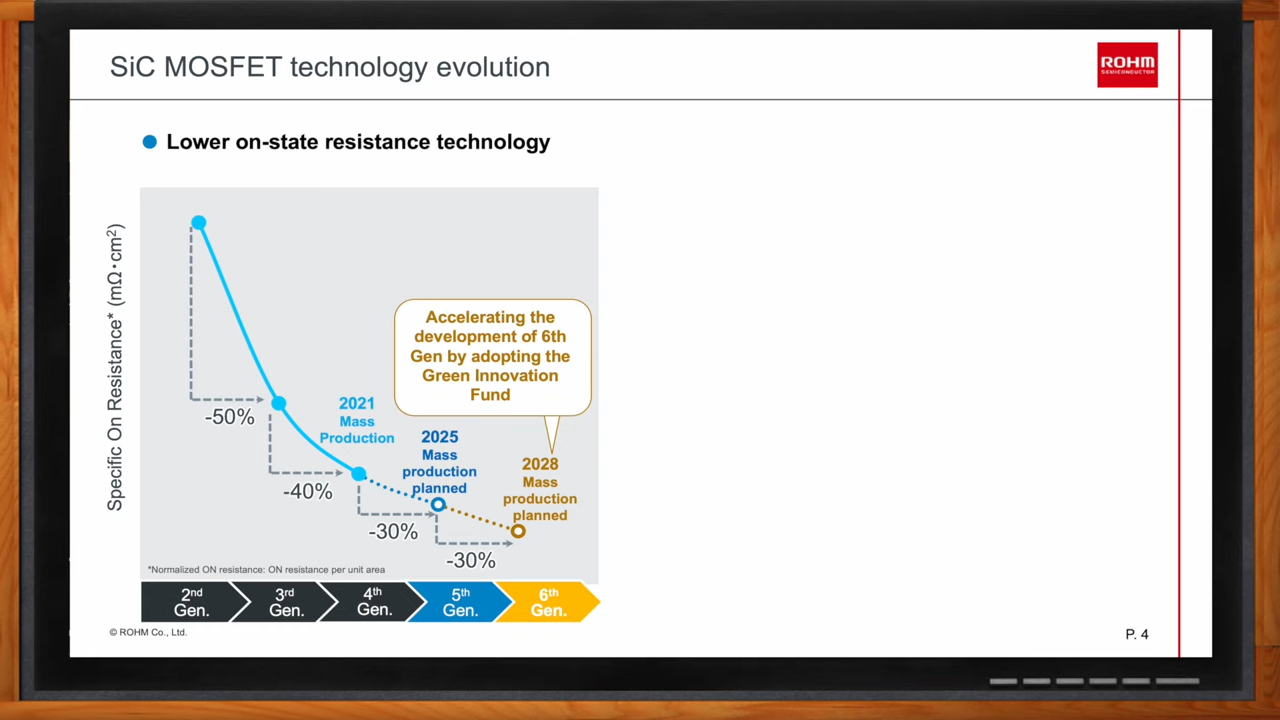 SiC MOSFET technology evolution
ROHM
SEMICONDUCTOR
Lower on-state resistance technology
Specific On Resistance* (mΩ・cm²)
Accelerating the
development of 6th
Gen by adopting the
Green Innovation
Fund
-50%
2021
Mass
Production
2025
Mass
production
planned
2028
Mass
production
planned
-40%
-30%
-30%
*Normalized ON resistance: ON resistance per unit area
2nd
Gen.
3rd
Gen.
4th
Gen.
5th
Gen.
6th
Gen.
© ROHM Co., Ltd.
P. 4